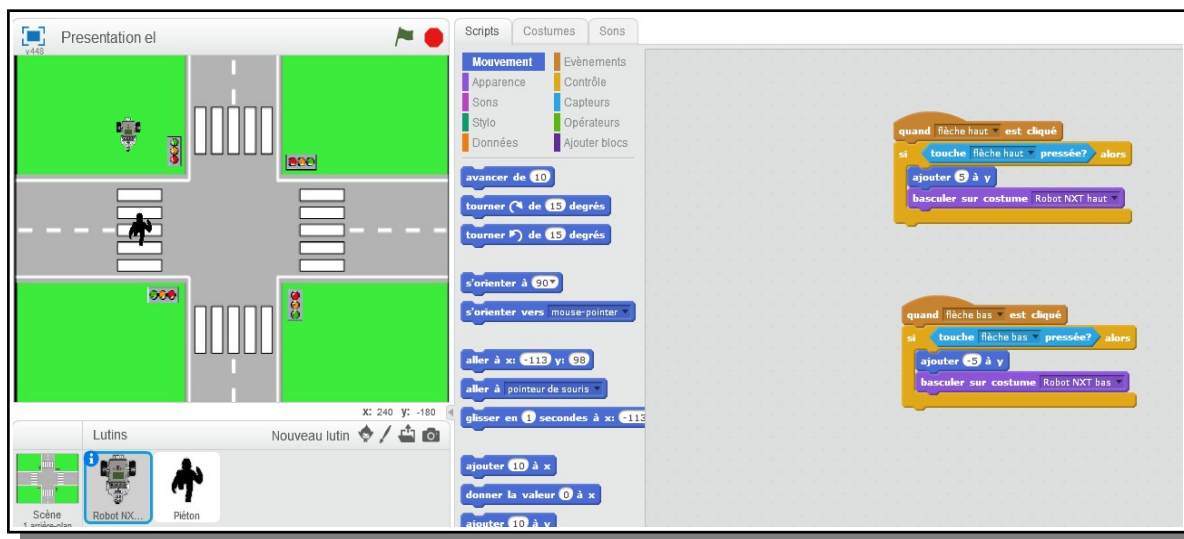 Presentation el
v448
X: 240 y: -180
Lutins
Nouveau lutin
Scène
1 arrière-plan
Robot NX...
Piéton
Scripts
Costumes
Sons
Mouvement
Evènements
Apparence
Contrôle
Sons
Capteurs
Stylo
Opérateurs
Données
Ajouter blocs
avancer de 10
tourner de 15 degrés
tourner de 15 degrés
s'orienter à 90
s'orienter vers mouse-pointer
aller à x: -113 y: 98
aller à pointeur de souris
glisser en 1 secondes à x: -113
ajouter 10 à x
donner la valeur 0 à x
ajouter 10 à y
quand flèche haut est cliqué
si touche flèche haut pressée? alors
ajouter 5 à y
basculer sur costume Robot NXT haut
quand flèche bas est cliqué
si touche flèche bas pressée? alors
ajouter -5 à y
basculer sur costume Robot NXT bas